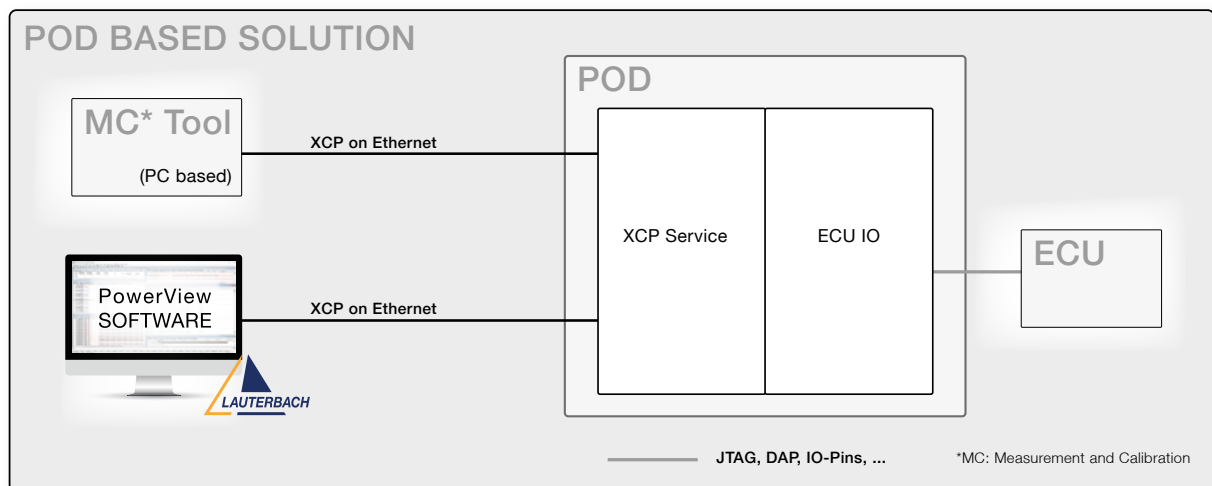 POD BASED SOLUTION
POD
MC* Tool
(PC based)
XCP on Ethernet
XCP Service
ECU IO
ECU
PowerView
SOFTWARE
XCP on Ethernet
LAUTERBACH
JTAG, DAP, IO-Pins, ...
*MC: Measurement and Calibration